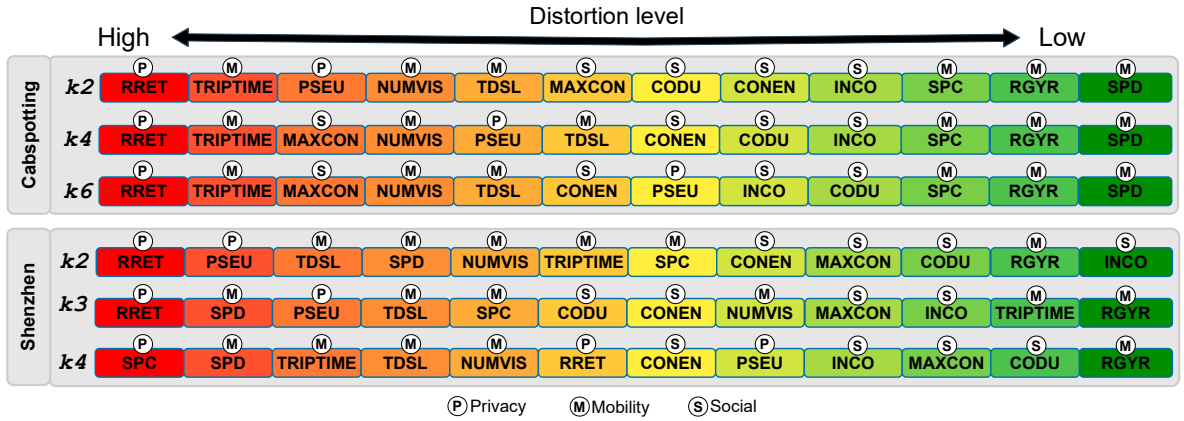 Distortion level
High Low
Cabspotting
P M P M M S S S S M M M
k2 RRET TRIPTIME PSEU NUMVIS TDSL MAXCON CODU CONEN INCO SPC RGYR SPD
P M S M P M S S S M M M
k4 RRET TRIPTIME MAXCON NUMVIS PSEU TDSL CONEN CODU INCO SPC RGYR SPD
P M S M M S P S S M M M
k6 RRET TRIPTIME MAXCON NUMVIS TDSL CONEN PSEU INCO CODU SPC RGYR SPD
Shenzhen
P P M M M M M S S S M S
k2 RRET PSEU TDSL SPD NUMVIS TRIPTIME SPC CONEN MAXCON CODU RGYR INCO
P M P M M S S M S S M M
k3 RRET SPD PSEU TDSL SPC CODU CONEN NUMVIS MAXCON INCO TRIPTIME RGYR
P M M M M P S P S S S M
k4 SPC SPD TRIPTIME TDSL NUMVIS RRET CONEN PSEU INCO MAXCON CODU RGYR
P Privacy M Mobility S Social